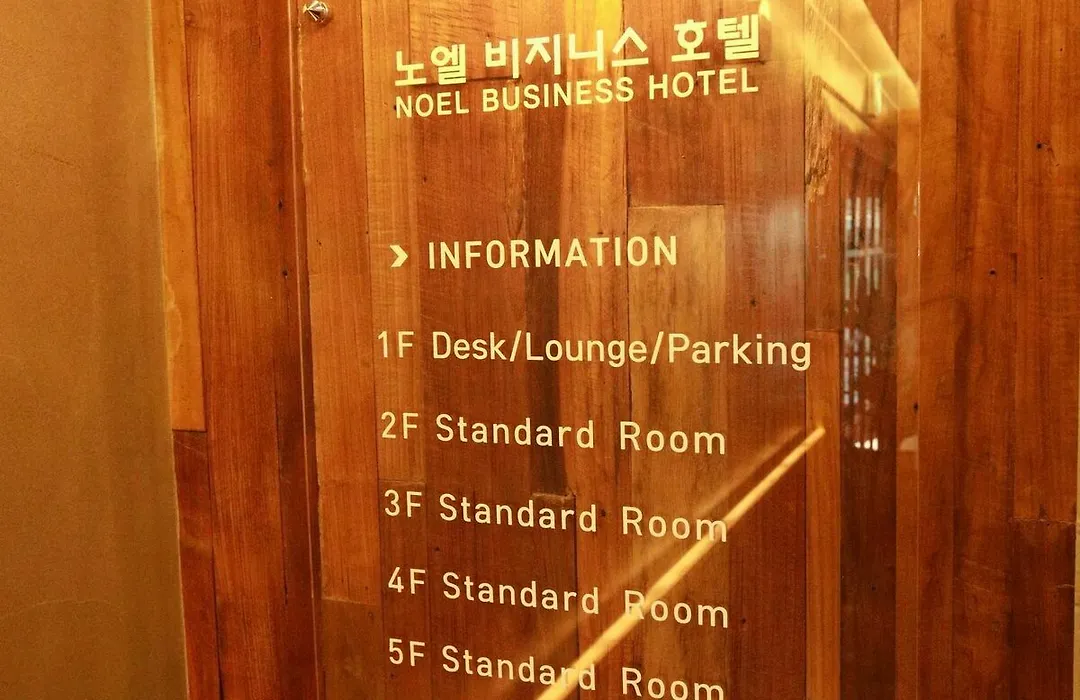 노엘 비지니스 호텔
NOEL BUSINESS HOTEL
› INFORMATION
1F Desk/Lounge/Parking
2F Standard Room
3F Standard Room
4F Standard Room
5F Standard Room